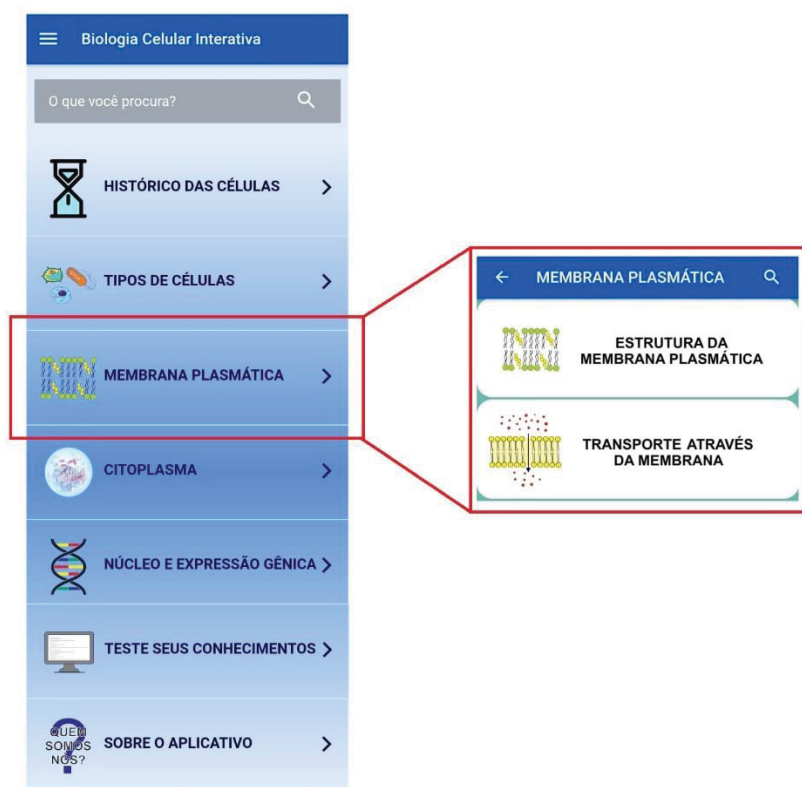 Biologia Celular Interativa
O que você procura?
HISTÓRICO DAS CÉLULAS
TIPOS DE CÉLULAS
MEMBRANA PLASMÁTICA
CITOPLASMA
NÚCLEO E EXPRESSÃO GÊNICA
TESTE SEUS CONHECIMENTOS
QUEM
SOMOS
NÓS?
SOBRE O APLICATIVO
MEMBRANA PLASMÁTICA
ESTRUTURA DA
MEMBRANA PLASMÁTICA
TRANSPORTE ATRAVÉS
DA MEMBRANA